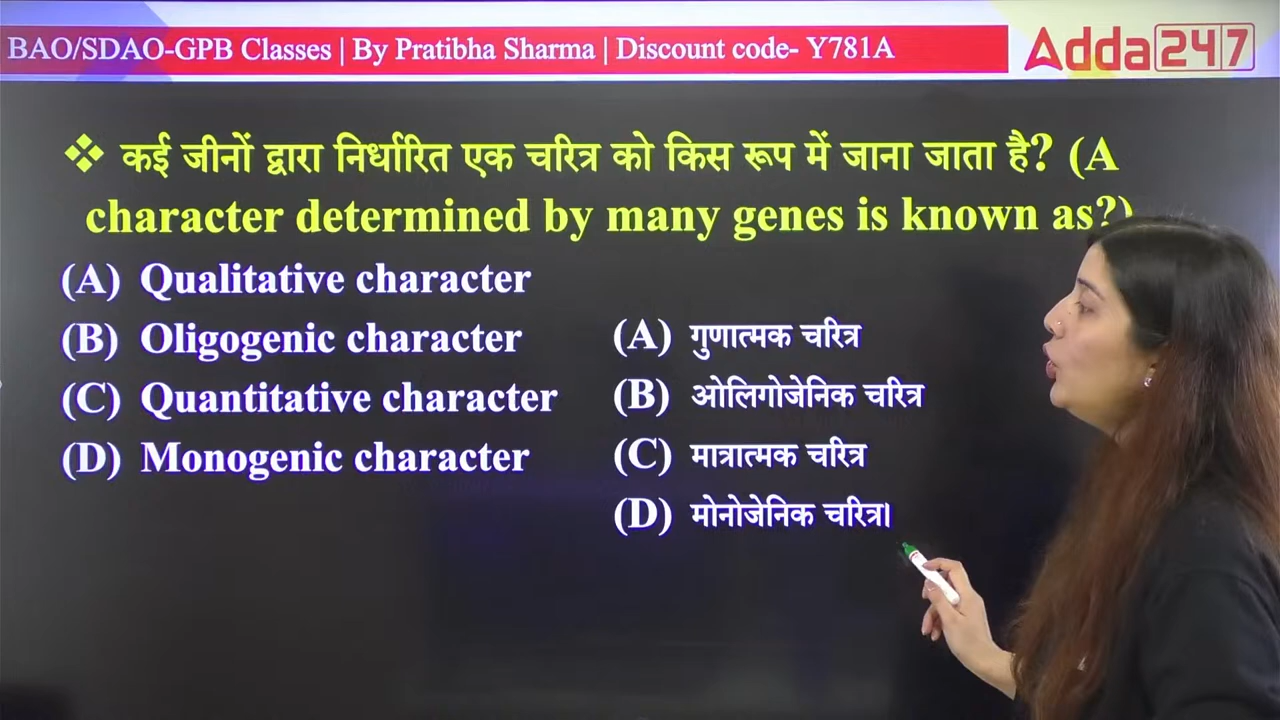 BAO/SDAO-GPB Classes | By Pratibha Sharma | Discount code- Y781A
Adda247
❖ कई जीनों द्वारा निर्धारित एक चरित्र को किस रूप में जाना जाता है? (A
character determined by many genes is known as?)
(A) Qualitative character
(B) Oligogenic character
(C) Quantitative character
(D) Monogenic character
(A) गुणात्मक चरित्र
(B) ओलिगोजेनिक चरित्र
(C) मात्रात्मक चरित्र
(D) मोनोजेनिक चरित्र।